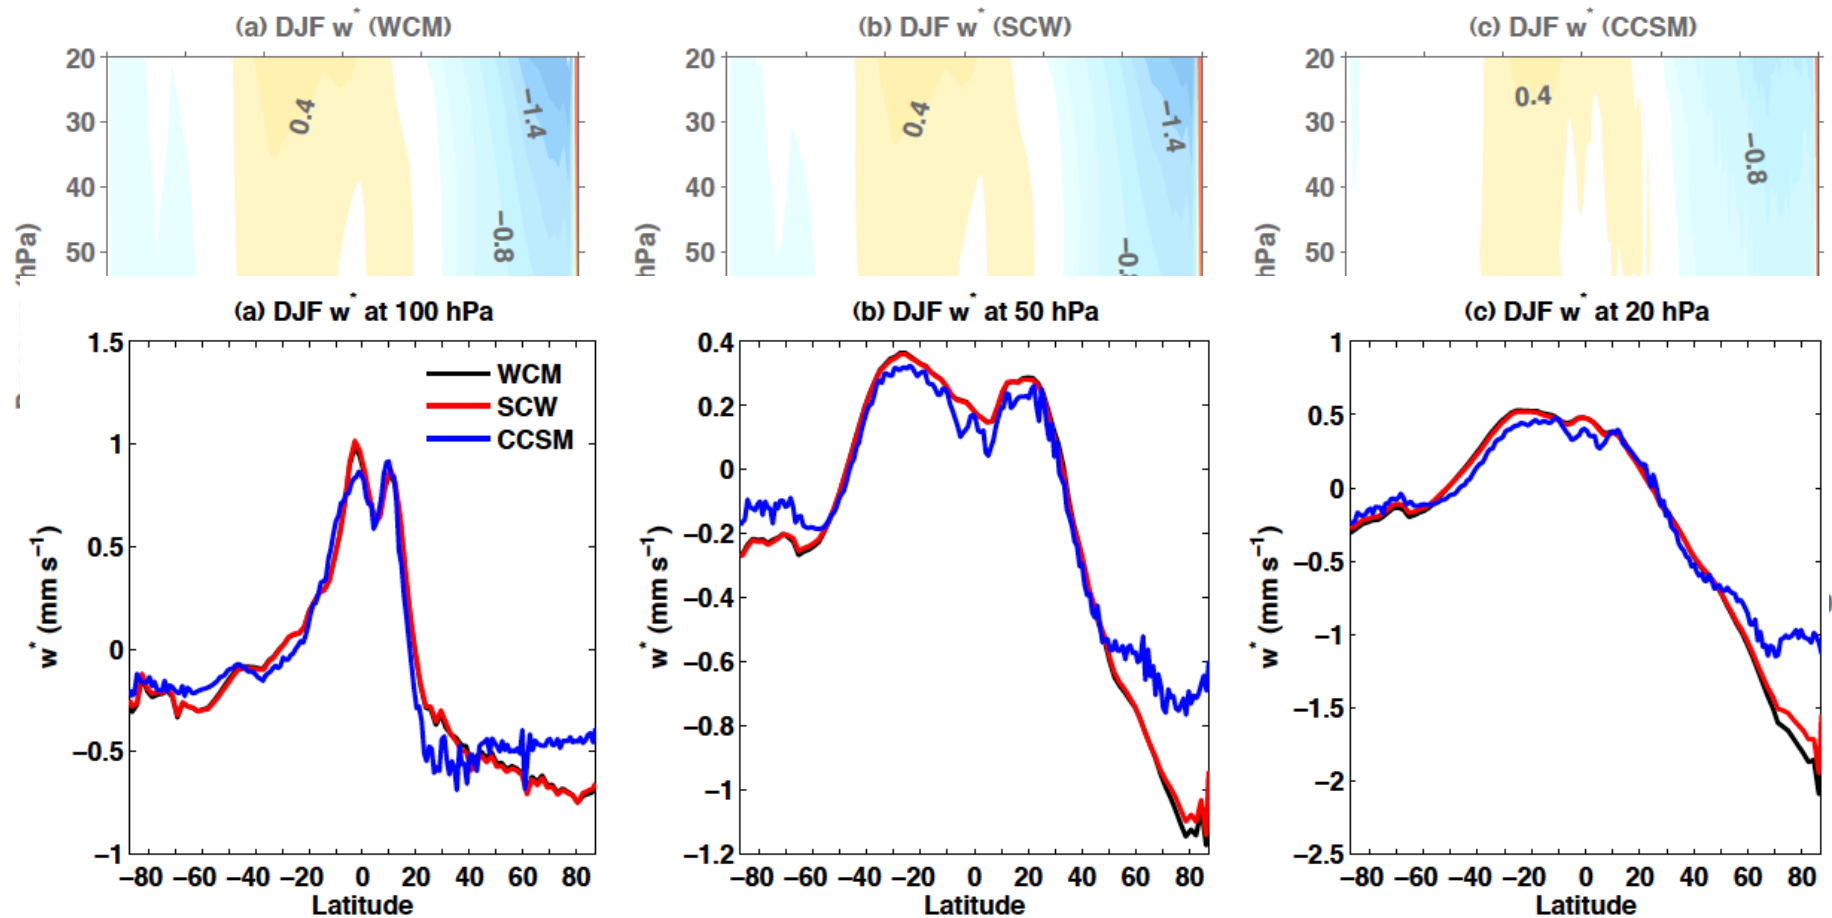 (a) DJF w* (WCM)
(b) DJF w* (SCW)
(c) DJF w* (CCSM)
20
30
40
50
(hPa)
0.4
−1.4
−0.8
20
30
40
50
hPa)
0.4
−1.4
−0.
20
30
40
50
hPa)
0.4
−0.8
(a) DJF w* at 100 hPa
1.5
1
0.5
0
−0.5
−1
w* (mm s−1)
WCM
SCW
CCSM
−80 −60 −40 −20 0 20 40 60 80
Latitude
(b) DJF w* at 50 hPa
0.4
0.2
0
−0.2
−0.4
−0.6
−0.8
−1
−1.2
w* (mm s−1)
−80 −60 −40 −20 0 20 40 60 80
Latitude
(c) DJF w* at 20 hPa
1
0.5
0
−0.5
−1
−1.5
−2
−2.5
w* (mm s−1)
−80 −60 −40 −20 0 20 40 60 80
Latitude